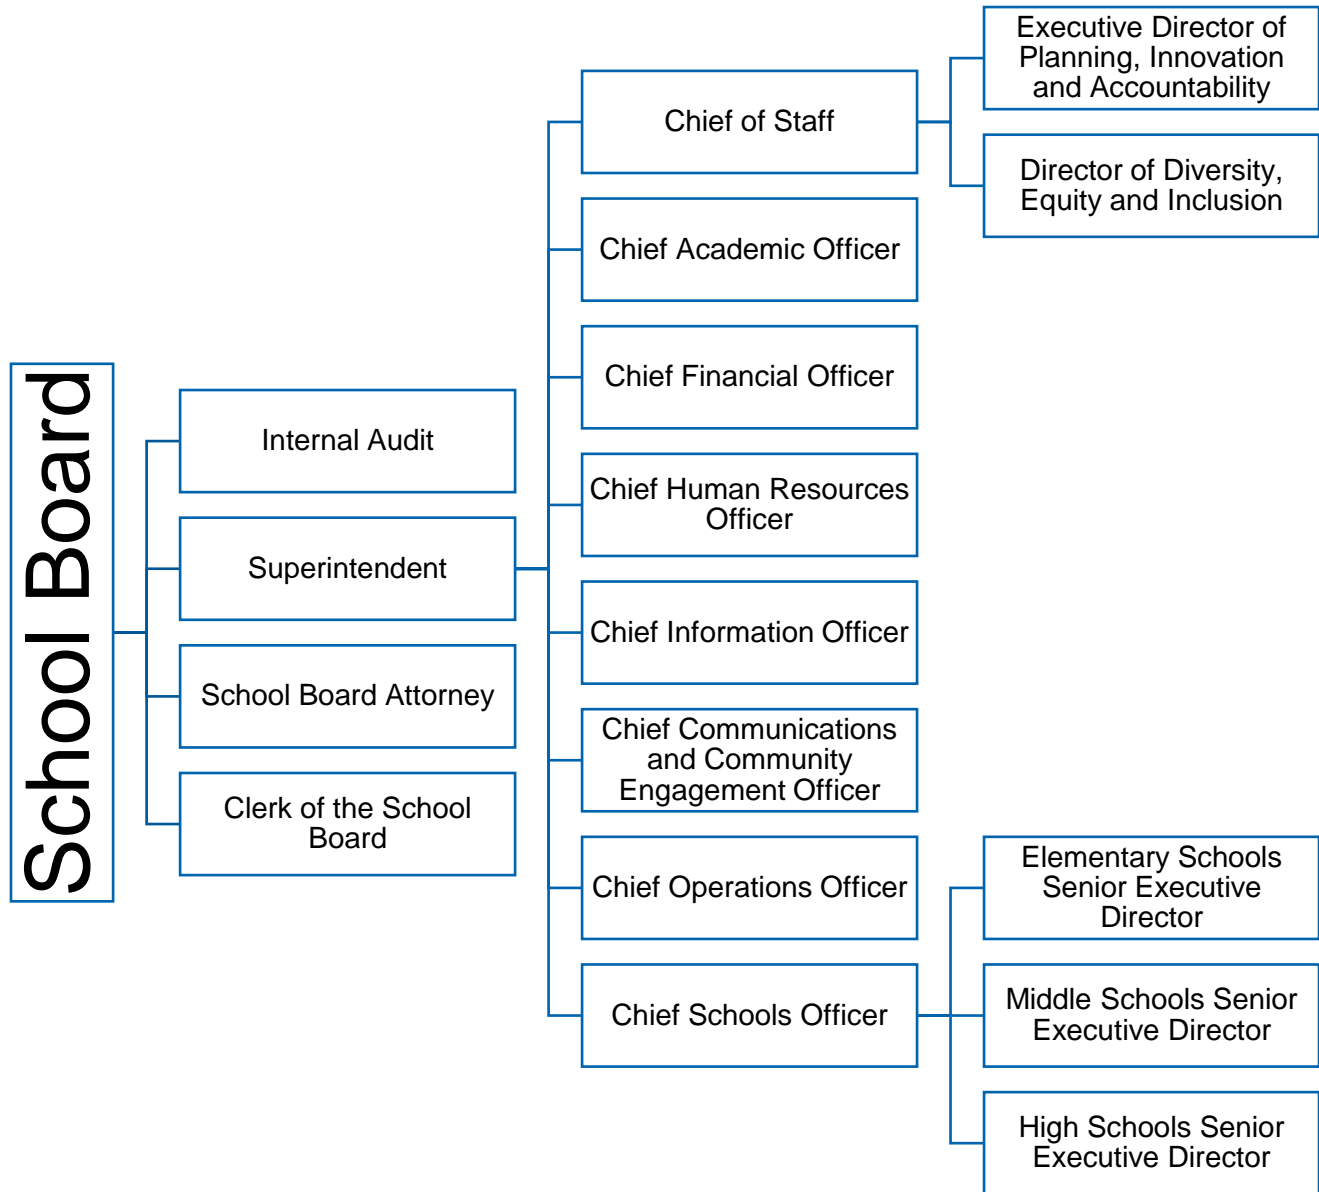 School Board
Internal Audit
Superintendent
School Board Attorney
Clerk of the School
Board
Chief of Staff
Chief Academic Officer
Chief Financial Officer
Chief Human Resources
Officer
Chief Information Officer
Chief Communications
and Community
Engagement Officer
Chief Operations Officer
Chief Schools Officer
Executive Director of
Planning, Innovation
and Accountability
Director of Diversity,
Equity and Inclusion
Elementary Schools
Senior Executive
Director
Middle Schools Senior
Executive Director
High Schools Senior
Executive Director